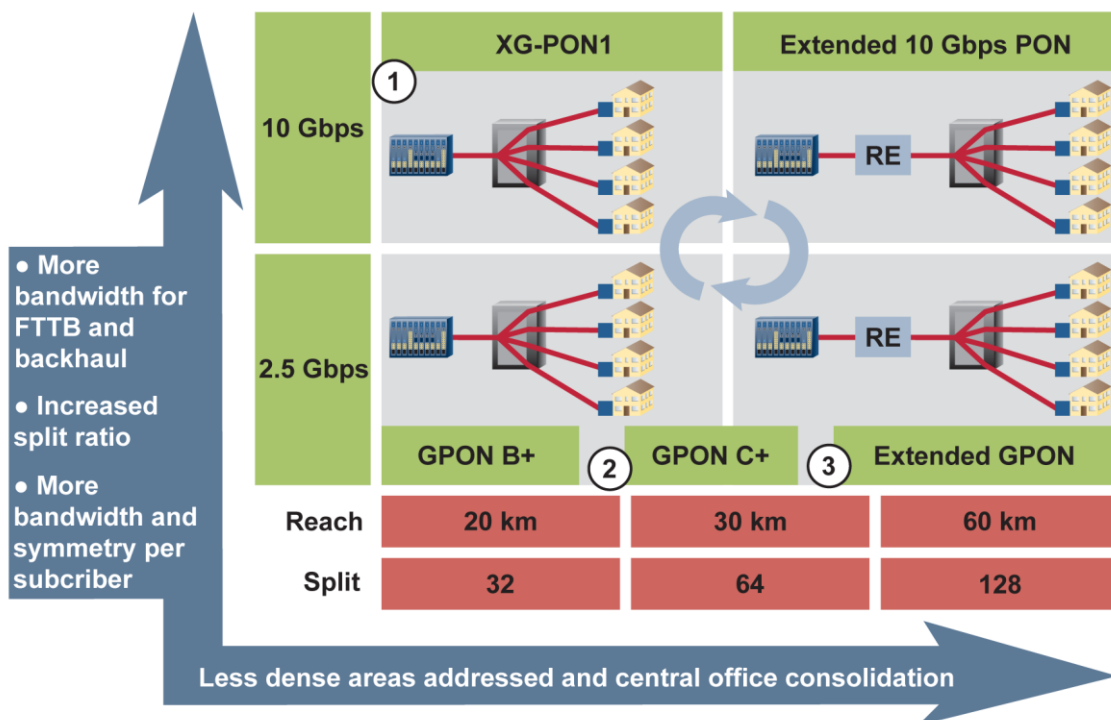 XG-PON1
Extended 10 Gbps PON
1
10 Gbps
RE
● More
bandwidth for
FTTB and
backhaul
● Increased
split ratio
● More
bandwidth and
symmetry per
subcriber
2.5 Gbps
RE
GPON B+
2
GPON C+
3
Extended GPON
Reach
20 km
30 km
60 km
Split
32
64
128
Less dense areas addressed and central office consolidation